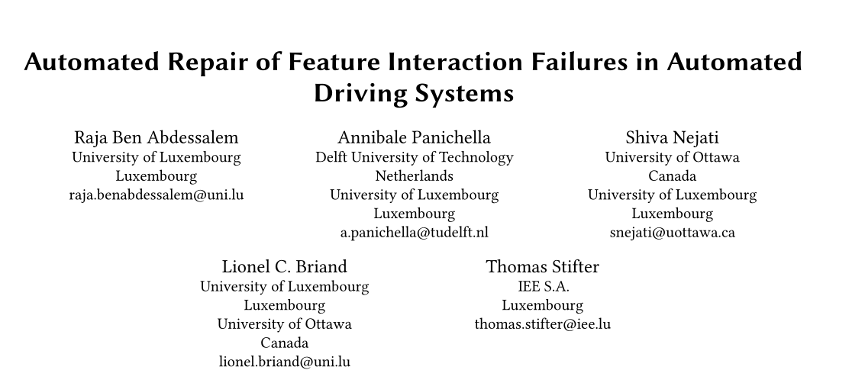 Automated Repair of Feature Interaction Failures in Automated
Driving Systems
Raja Ben Abdessalem
University of Luxembourg
Luxembourg
raja.benabdessalem@uni.lu
Annibale Panichella
Delft University of Technology
Netherlands
University of Luxembourg
Luxembourg
a.panichella@tudelft.nl
Shiva Nejati
University of Ottawa
Canada
University of Luxembourg
Luxembourg
snejati@uottawa.ca
Lionel C. Briand
University of Luxembourg
Luxembourg
University of Ottawa
Canada
lionel.briand@uni.lu
Thomas Stifter
IEE S.A.
Luxembourg
thomas.stifter@iee.lu